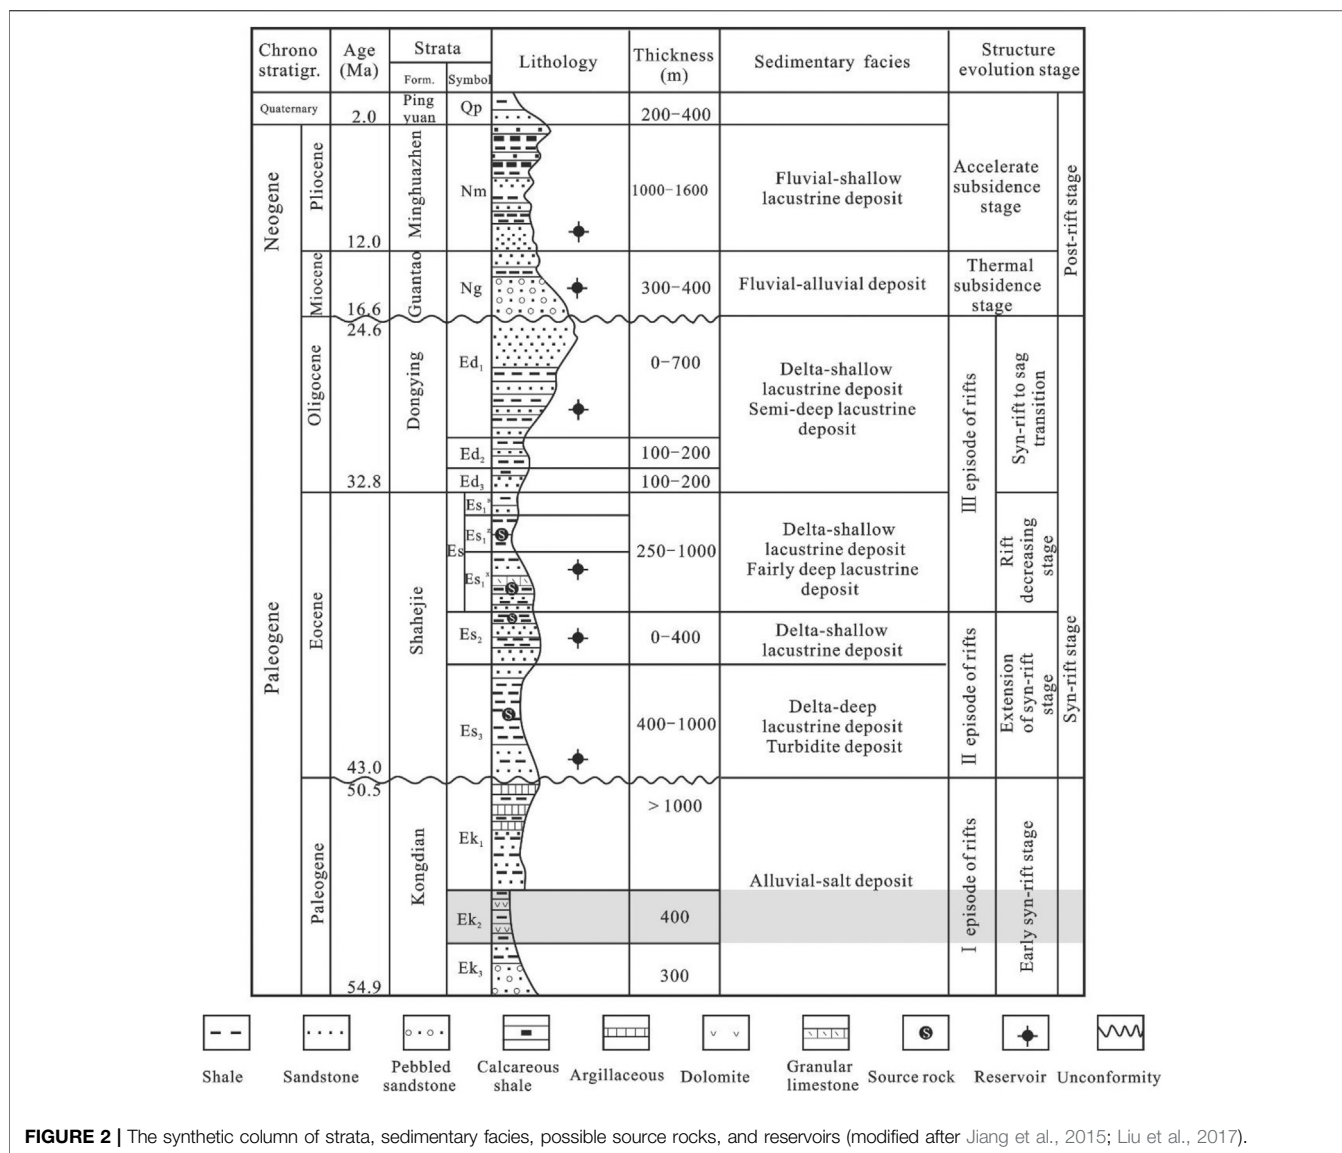 Chrono
stratigr.
Age
(Ma)
Strata
Form.
Symbol
Lithology
Thickness
(m)
Sedimentary facies
Structure
evolution stage
Quaternary
2.0
Ping
yuan
Qp
200-400
Neogene
Pliocene
12.0
Minghuazhen
Nm
1000-1600
Fluvial-shallow
lacustrine deposit
Accelerate
subsidence
stage
Post-rift stage
Miocene
16.6
Guantao
Ng
300-400
Fluvial-alluvial deposit
Thermal
subsidence
stage
Paleogene
Oligocene
24.6
32.8
Dongying
Ed₁
0-700
Ed₂
100-200
Ed₃
100-200
Delta-shallow
lacustrine deposit
Semi-deep lacustrine
deposit
III episode of rifts
Syn-rift to sag
transition
Syn-rift stage
Eocene
43.0
Shahejie
Es
Es₁ˢ
Es₁ᶻ
S
Es₁ˣ
S
250-1000
Delta-shallow
lacustrine deposit
Fairly deep lacustrine
deposit
Rift
decreasing
stage
Es₂
S
0-400
Delta-shallow
lacustrine deposit
II episode of rifts
Extension
of syn-rift
stage
Es₃
S
400-1000
Delta-deep
lacustrine deposit
Turbidite deposit
Paleogene
50.5
54.9
Kongdian
Ek₁
>1000
Ek₂
400
Ek₃
300
Alluvial-salt deposit
I episode of rifts
Early syn-rift stage
Shale
Sandstone
Pebbled
sandstone
Calcareous
shale
Argillaceous
Dolomite
Granular
limestone
S
Source rock
Reservoir
Unconformity
FIGURE 2 | The synthetic column of strata, sedimentary facies, possible source rocks, and reservoirs (modified after Jiang et al., 2015; Liu et al., 2017).